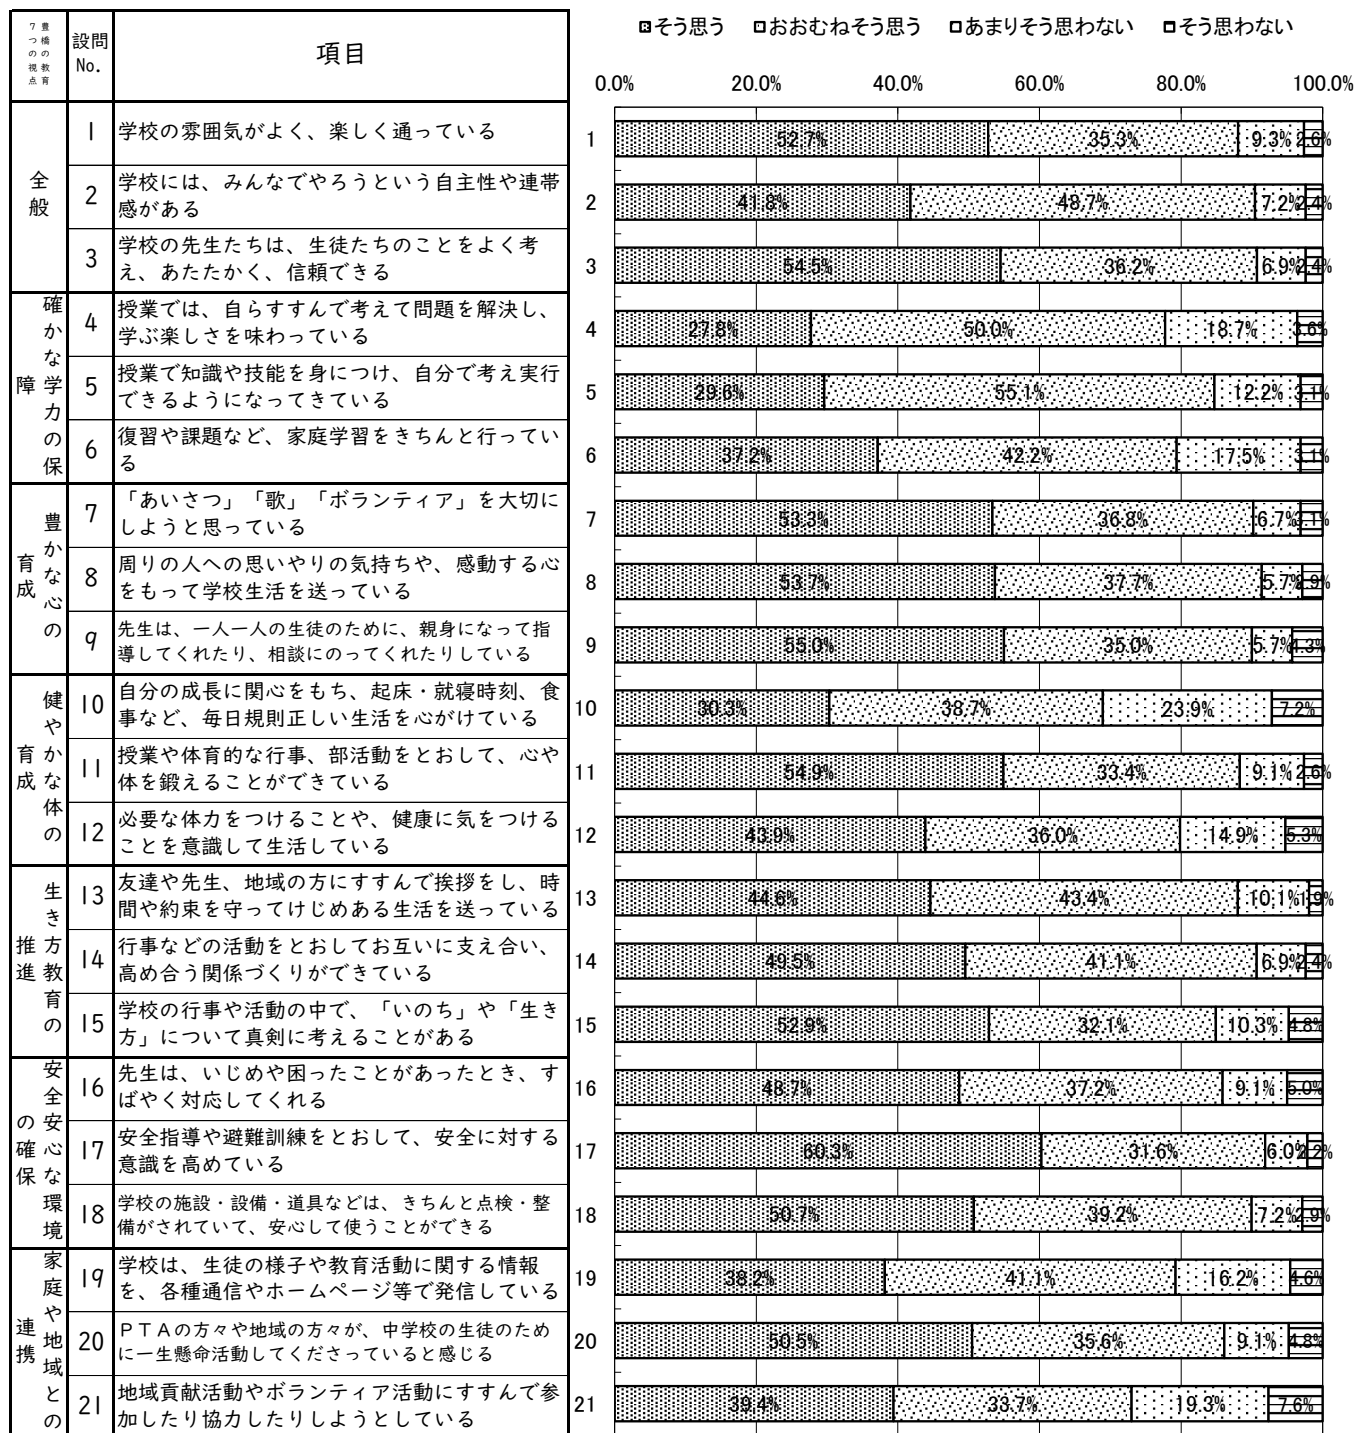 豊橋の教育
7つの視点
設問
No.
項目
そう思う おおむねそう思う あまりそう思わない そう思わない
0.0% 20.0% 40.0% 60.0% 80.0% 100.0%
全般
1 学校の雰囲気がよく、楽しく通っている
1 52.7% 35.3% 9.3% 2.6%
2 学校には、みんなでやろうという自主性や連帯
感がある
2 41.8% 48.7% 7.2% 2.4%
3 学校の先生たちは、生徒たちのことをよく考
え、あたたかく、信頼できる
3 54.5% 36.2% 6.9% 2.4%
確かな学力の保
障
4 授業では、自らすすんで考えて問題を解決し、
学ぶ楽しさを味わっている
4 27.8% 50.0% 18.7% 3.6%
5 授業で知識や技能を身につけ、自分で考え実行
できるようになってきている
5 29.6% 55.1% 12.2% 3.1%
6 復習や課題など、家庭学習をきちんと行ってい
る
6 37.2% 42.2% 17.5% 3.1%
豊かな心の
育成
7 「あいさつ」「歌」「ボランティア」を大切に
しようと思っている
7 53.3% 36.8% 6.7% 3.1%
8 周りの人への思いやりの気持ちや、感動する心
をもって学校生活を送っている
8 53.7% 37.7% 5.7% 2.9%
9 先生は、一人一人の生徒のために、親身になって指
導してくれたり、相談にのってくれたりしている
9 55.0% 35.0% 5.7% 4.3%
健やかな体の
育成
10 自分の成長に関心をもち、起床・就寝時刻、食
事など、毎日規則正しい生活を心がけている
10 30.3% 38.7% 23.9% 7.2%
11 授業や体育的な行事、部活動をとおして、心や
体を鍛えることができている
11 54.9% 33.4% 9.1% 2.6%
12 必要な体力をつけることや、健康に気をつける
ことを意識して生活している
12 43.9% 36.0% 14.9% 5.3%
生き方教育の
推進
13 友達や先生、地域の方にすすんで挨拶をし、時
間や約束を守ってけじめある生活を送っている
13 44.6% 43.4% 10.1% 1.9%
14 行事などの活動をとおしてお互いに支え合い、
高め合う関係づくりができている
14 49.5% 41.1% 6.9% 2.4%
15 学校の行事や活動の中で、「いのち」や「生き
方」について真剣に考えることがある
15 52.9% 32.1% 10.3% 4.8%
安全安心な環境
の確保
16 先生は、いじめや困ったことがあったとき、す
ばやく対応してくれる
16 48.7% 37.2% 9.1% 5.0%
17 安全指導や避難訓練をとおして、安全に対する
意識を高めている
17 60.3% 31.6% 6.0% 2.2%
18 学校の施設・設備・道具などは、きちんと点検・整
備がされていて、安心して使うことができる
18 50.7% 39.2% 7.2% 2.9%
家庭や地域との
連携
19 学校は、生徒の様子や教育活動に関する情報
を、各種通信やホームページ等で発信している
19 38.2% 41.1% 16.2% 4.6%
20 PTAの方々や地域の方々が、中学校の生徒のため
に一生懸命活動してくださっていると感じる
20 50.5% 35.6% 9.1% 4.8%
21 地域貢献活動やボランティア活動にすすんで参
加したり協力したりしようとしている
21 39.4% 33.7% 19.3% 7.6%